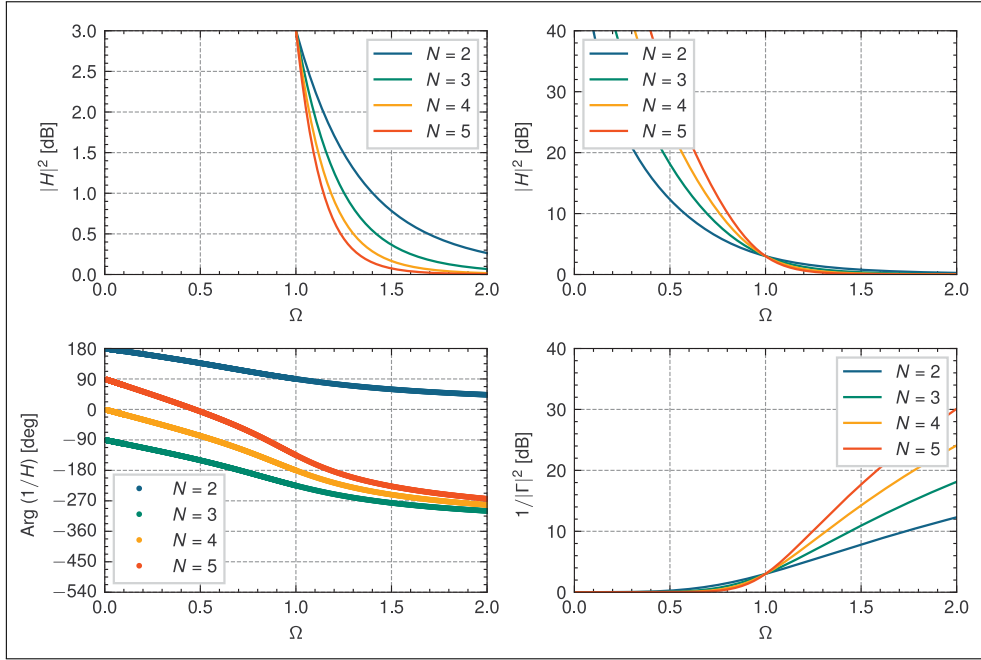 3.0
2.5
2.0
1.5
1.0
0.5
0.0
|H|² [dB]
N = 2
N = 3
N = 4
N = 5
0.0 0.5 1.0 1.5 2.0
Ω
40
30
20
10
0
|H|² [dB]
N = 2
N = 3
N = 4
N = 5
0.0 0.5 1.0 1.5 2.0
Ω
180
90
0
−90
−180
−270
−360
−450
−540
Arg (1/H) [deg]
N = 2
N = 3
N = 4
N = 5
0.0 0.5 1.0 1.5 2.0
Ω
40
30
20
10
0
1/|Γ|² [dB]
N = 2
N = 3
N = 4
N = 5
0.0 0.5 1.0 1.5 2.0
Ω